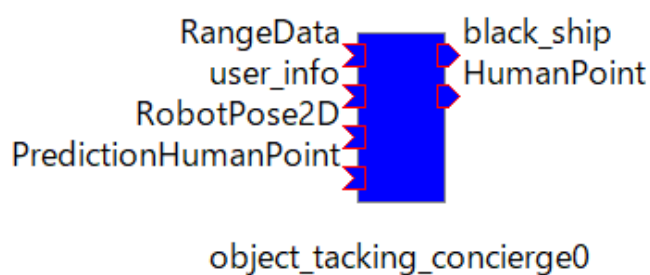 RangeData
user_info
RobotPose2D
PredictionHumanPoint
black_ship
HumanPoint
object_tacking_concierge0